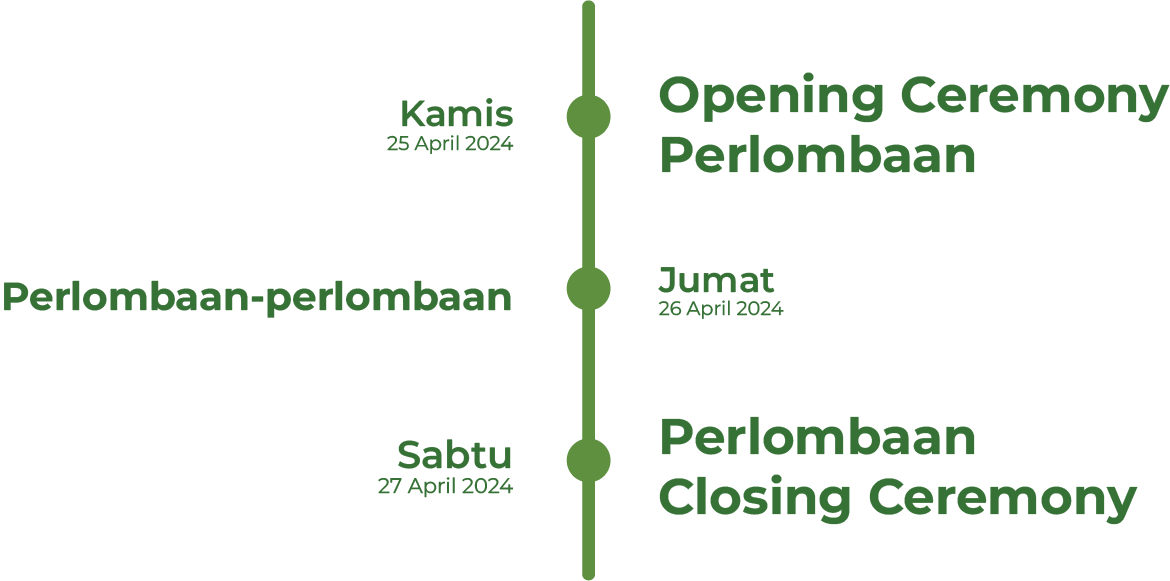 Kamis
25 April 2024
Opening Ceremony
Perlombaan
Perlombaan-perlombaan
Jumat
26 April 2024
Sabtu
27 April 2024
Perlombaan
Closing Ceremony